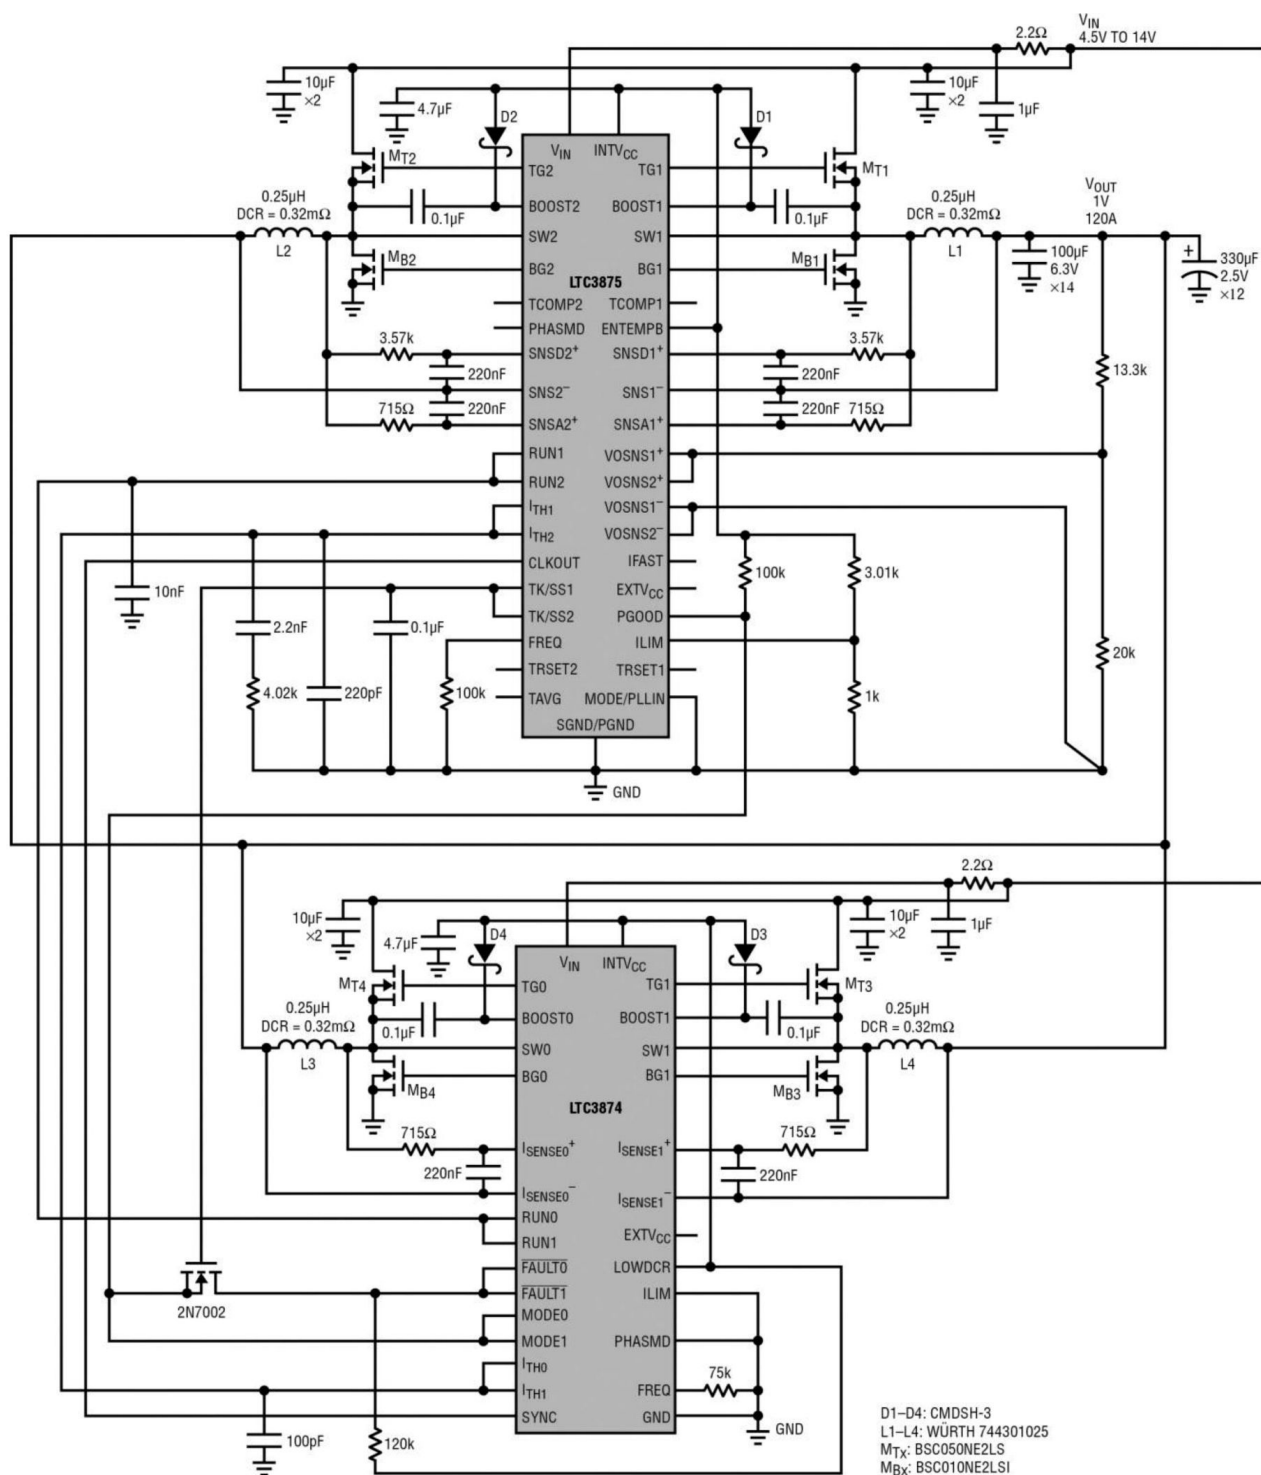 VIN
4.5V TO 14V
2.2Ω
10µF
×2
4.7µF
D2
D1
10µF
×2
1µF
VIN
INTVCC
MT2
TG2
TG1
MT1
0.25µH
DCR = 0.32mΩ
L2
0.1µF
BOOST2
BOOST1
0.1µF
0.25µH
DCR = 0.32mΩ
L1
VOUT
1V
120A
SW2
SW1
MB2
BG2
BG1
MB1
100µF
6.3V
×14
+
330µF
2.5V
×12
LTC3875
TCOMP2
TCOMP1
PHASMD
ENTEMPB
3.57k
SNSD2+
SNSD1+
3.57k
220nF
220nF
13.3k
SNS2–
SNS1–
715Ω
220nF
220nF
715Ω
SNSA2+
SNSA1+
RUN1
VOSNS1+
RUN2
VOSNS2+
ITH1
VOSNS1–
ITH2
VOSNS2–
CLKOUT
IFAST
100k
3.01k
10nF
TK/SS1
EXTVCC
TK/SS2
PGOOD
2.2nF
0.1µF
FREQ
ILIM
20k
TRSET2
TRSET1
4.02k
220pF
100k
TAVG
MODE/PLLIN
1k
SGND/PGND
GND
2.2Ω
10µF
×2
4.7µF
D4
D3
10µF
×2
1µF
VIN
INTVCC
MT4
TG0
TG1
MT3
0.25µH
DCR = 0.32mΩ
L3
0.1µF
BOOST0
BOOST1
0.1µF
0.25µH
DCR = 0.32mΩ
L4
SW0
SW1
MB4
BG0
BG1
MB3
LTC3874
715Ω
ISENSE0+
ISENSE1+
715Ω
220nF
220nF
ISENSE0–
ISENSE1–
RUN0
RUN1
EXTVCC
FAULT0
LOWDCR
FAULT1
ILIM
2N7002
MODE0
MODE1
PHASMD
ITH0
75k
ITH1
FREQ
SYNC
GND
GND
100pF
120k
D1–D4: CMDSH-3
L1–L4: WÜRTH 744301025
MTx: BSC050NE2LS
MBx: BSC010NE2LSI